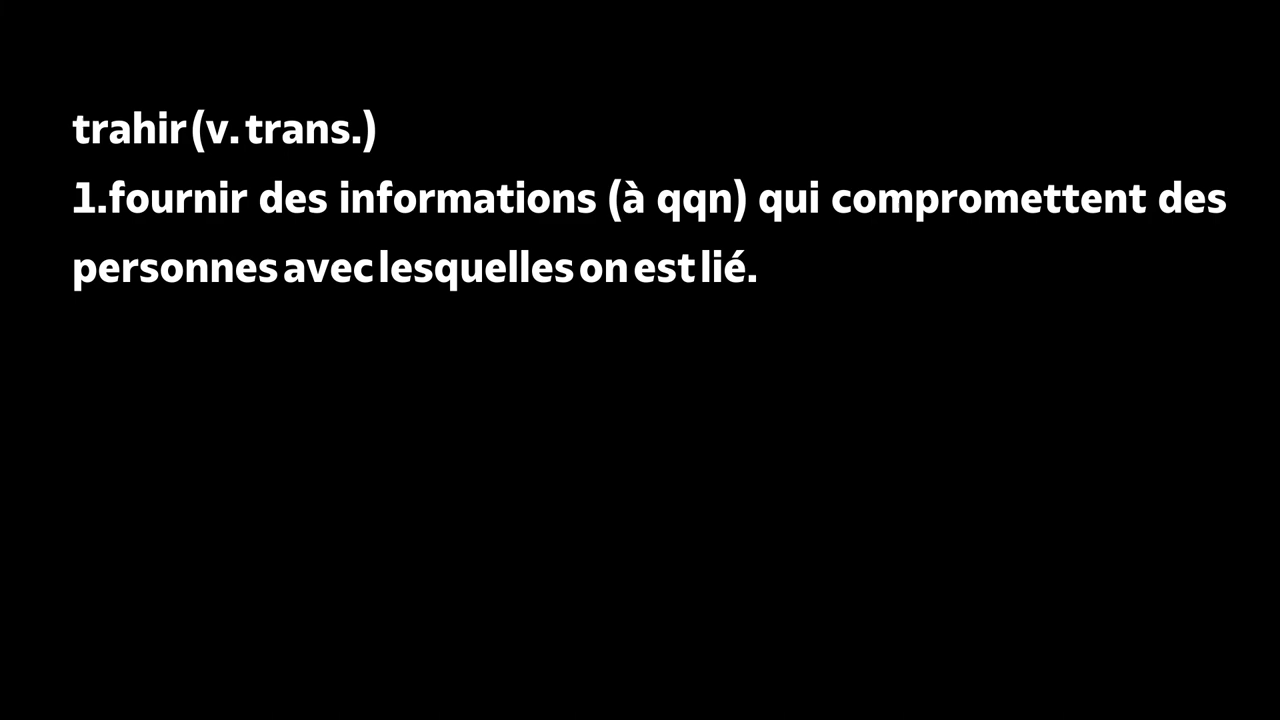 trahir (v. trans.)
1.fournir des informations (à qqn) qui compromettent des
personnes avec lesquelles on est lié.